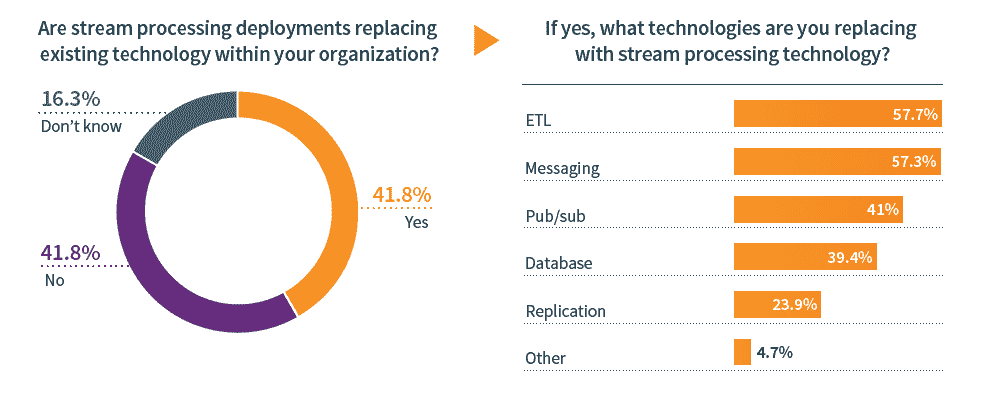 Are stream processing deployments replacing
existing technology within your organization?
16.3%
Don't know
41.8%
Yes
41.8%
No
If yes, what technologies are you replacing
with stream processing technology?
ETL 57.7%
Messaging 57.3%
Pub/sub 41%
Database 39.4%
Replication 23.9%
Other 4.7%